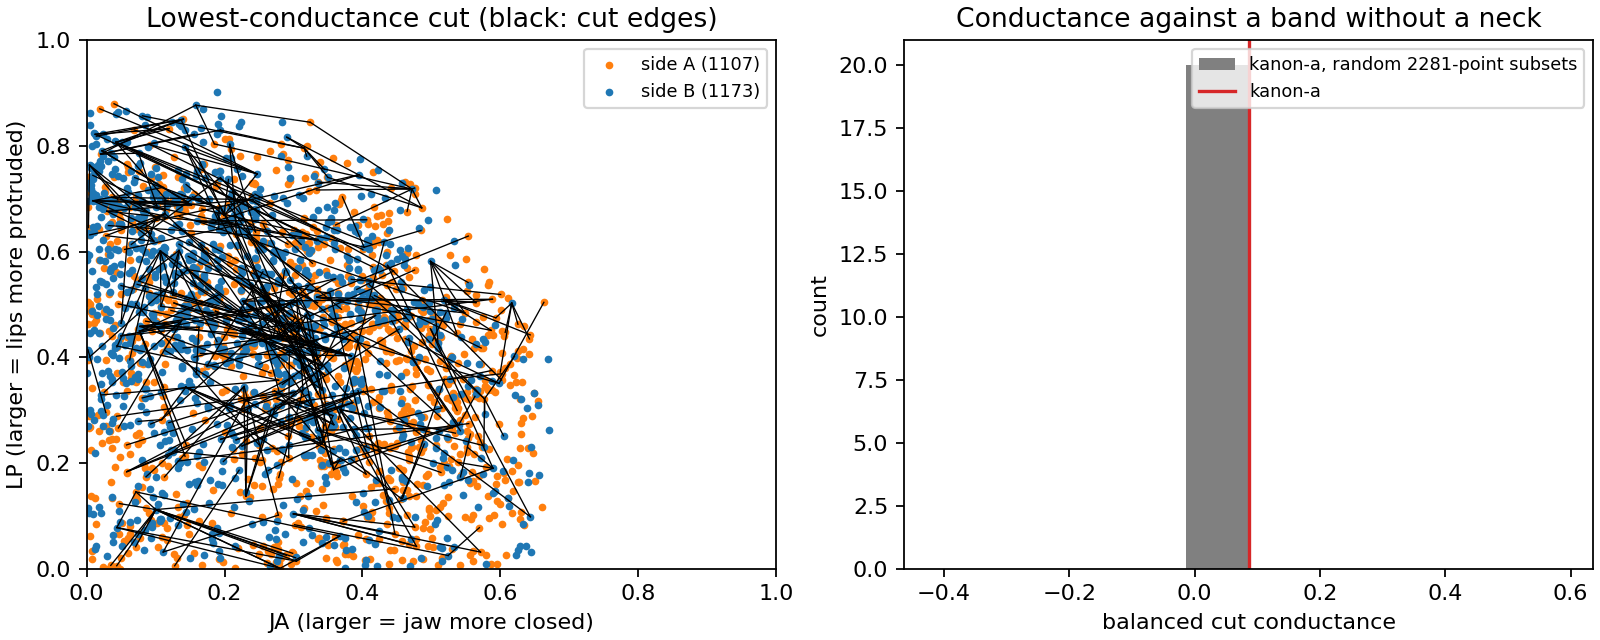 Lowest-conductance cut (black: cut edges)
side A (1107)
side B (1173)
1.0
0.8
0.6
0.4
0.2
0.0
LP (larger = lips more protruded)
0.0 0.2 0.4 0.6 0.8 1.0
JA (larger = jaw more closed)
Conductance against a band without a neck
kanon-a, random 2281-point subsets
kanon-a
20.0
17.5
15.0
12.5
10.0
7.5
5.0
2.5
0.0
count
−0.4 −0.2 0.0 0.2 0.4 0.6
balanced cut conductance